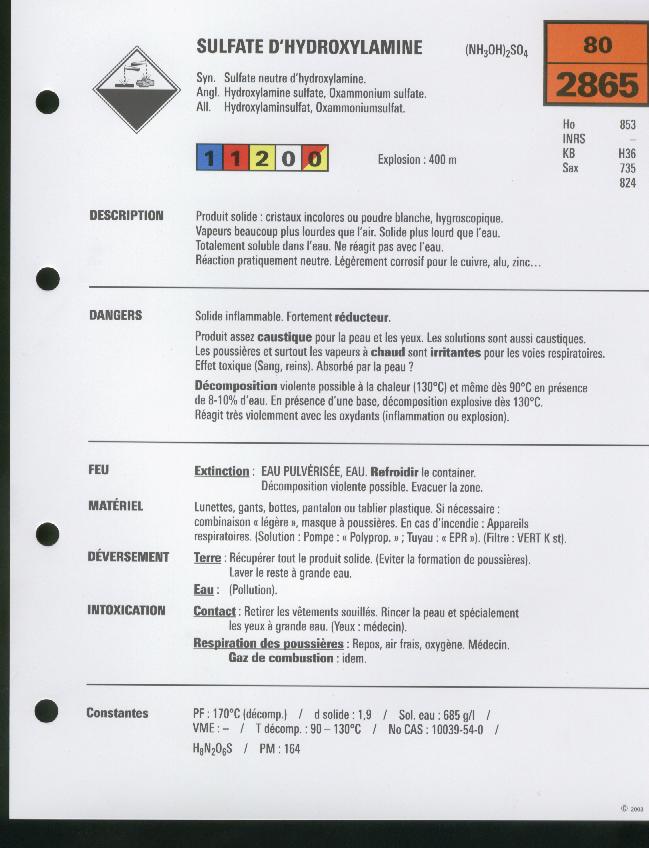 SULFATE D'HYDROXYLAMINE (NH3OH)2SO4
80
2865
Syn. Sulfate neutre d'hydroxylamine.
Angl. Hydroxylamine sulfate, Oxammonium sulfate.
All. Hydroxylaminsulfat, Oxammoniumsulfat.
Ho 853
INRS –
KB H36
Sax 735
824
1 1 2 0 0
Explosion : 400 m
DESCRIPTION
Produit solide : cristaux incolores ou poudre blanche, hygroscopique.
Vapeurs beaucoup plus lourdes que l'air. Solide plus lourd que l'eau.
Totalement soluble dans l'eau. Ne réagit pas avec l'eau.
Réaction pratiquement neutre. Légèrement corrosif pour le cuivre, alu, zinc...
DANGERS
Solide inflammable. Fortement réducteur.
Produit assez caustique pour la peau et les yeux. Les solutions sont aussi caustiques.
Les poussières et surtout les vapeurs à chaud sont irritantes pour les voies respiratoires.
Effet toxique (Sang, reins). Absorbé par la peau ?
Décomposition violente possible à la chaleur (130°C) et même dès 90°C en présence
de 8-10% d'eau. En présence d'une base, décomposition explosive dès 130°C.
Réagit très violemment avec les oxydants (inflammation ou explosion).
FEU
Extinction : EAU PULVÉRISÉE, EAU. Refroidir le container.
Décomposition violente possible. Evacuer la zone.
MATÉRIEL
Lunettes, gants, bottes, pantalon ou tablier plastique. Si nécessaire :
combinaison « légère », masque à poussières. En cas d'incendie : Appareils
respiratoires. (Solution : Pompe : « Polyprop. » ; Tuyau : « EPR »). (Filtre : VERT K st).
DÉVERSEMENT
Terre : Récupérer tout le produit solide. (Eviter la formation de poussières).
Laver le reste à grande eau.
Eau : (Pollution).
INTOXICATION
Contact : Retirer les vêtements souillés. Rincer la peau et spécialement
les yeux à grande eau. (Yeux : médecin).
Respiration des poussières : Repos, air frais, oxygène. Médecin.
Gaz de combustion : idem.
Constantes
PF : 170°C (décomp.) / d solide : 1,9 / Sol. eau : 685 g/l /
VME : – / T décomp. : 90 – 130°C / No CAS : 10039-54-0 /
H8N2O6S / PM : 164
© 2003